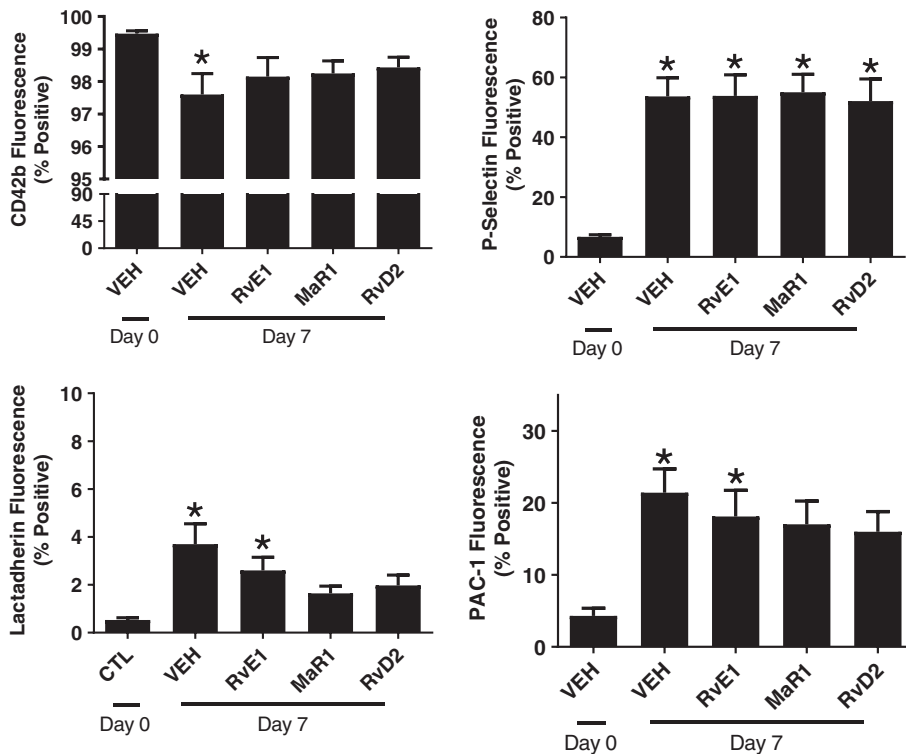 CD42b Fluorescence
(% Positive)
100
99
98
97
96
95
90
45
0
*
VEH
VEH
RvE1
MaR1
RvD2
Day 0
Day 7
P-Selectin Fluorescence
(% Positive)
80
60
40
20
0
*
*
*
*
VEH
VEH
RvE1
MaR1
RvD2
Day 0
Day 7
Lactadherin Fluorescence
(% Positive)
10
8
6
4
2
0
*
*
CTL
VEH
RvE1
MaR1
RvD2
Day 0
Day 7
PAC-1 Fluorescence
(% Positive)
30
20
10
0
*
*
VEH
VEH
RvE1
MaR1
RvD2
Day 0
Day 7